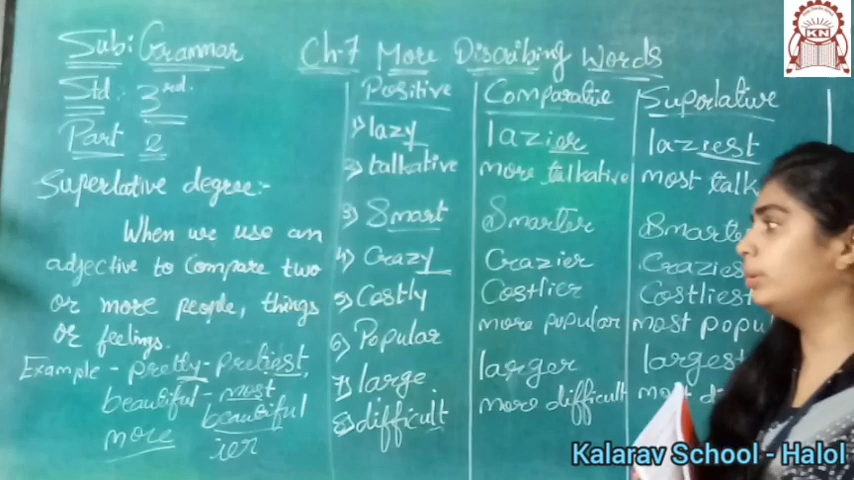 Sub: Grammar
Ch-7 More Discribing Words
Std: 3rd.
Part 2
Superlative degree:-
When we use an
adjective to Compare two
or more people, things
or feelings.
Example - pretty - pretiest,
beautiful - most
beautiful
more ier
Positive Comparative Superlative
1) lazy lazier laziest
2) talkative more talkative most talk
3) Smart Smarter Smarte
4) Crazy Crazier Crazies
5) Costly Costlier Costliest
6) Popular more popular most popu
7) large larger largest
8) difficult more difficult most di
KN
Kalarav School - Halol